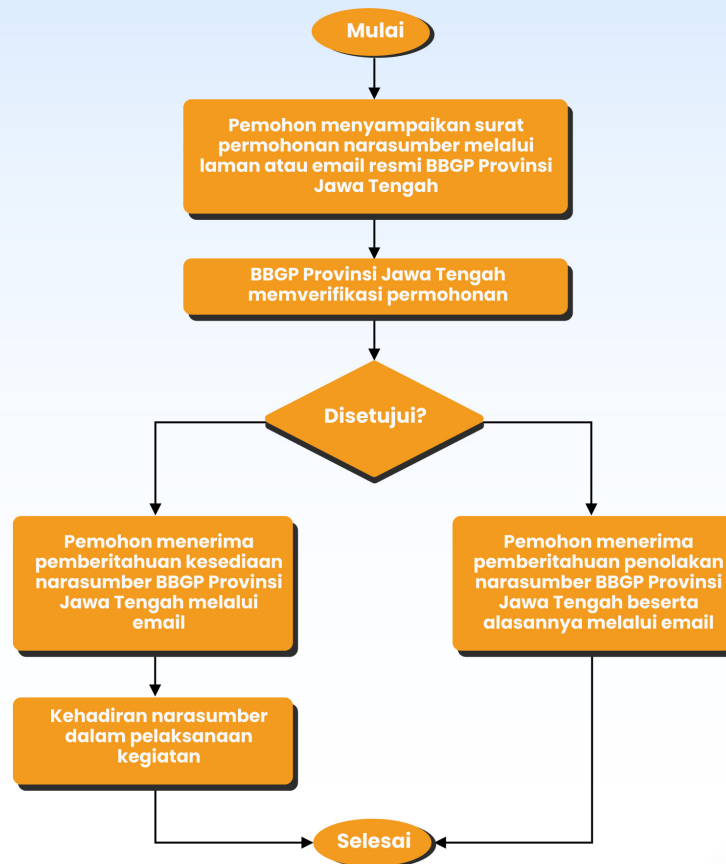 Mulai
Pemohon menyampaikan surat
permohonan narasumber melalui
laman atau email resmi BBGP Provinsi
Jawa Tengah
BBGP Provinsi Jawa Tengah
memverifikasi permohonan
Disetujui?
Pemohon menerima
pemberitahuan kesediaan
narasumber BBGP Provinsi
Jawa Tengah melalui
email
Pemohon menerima
pemberitahuan penolakan
narasumber BBGP Provinsi
Jawa Tengah beserta
alasannya melalui email
Kehadiran narasumber
dalam pelaksanaan
kegiatan
Selesai